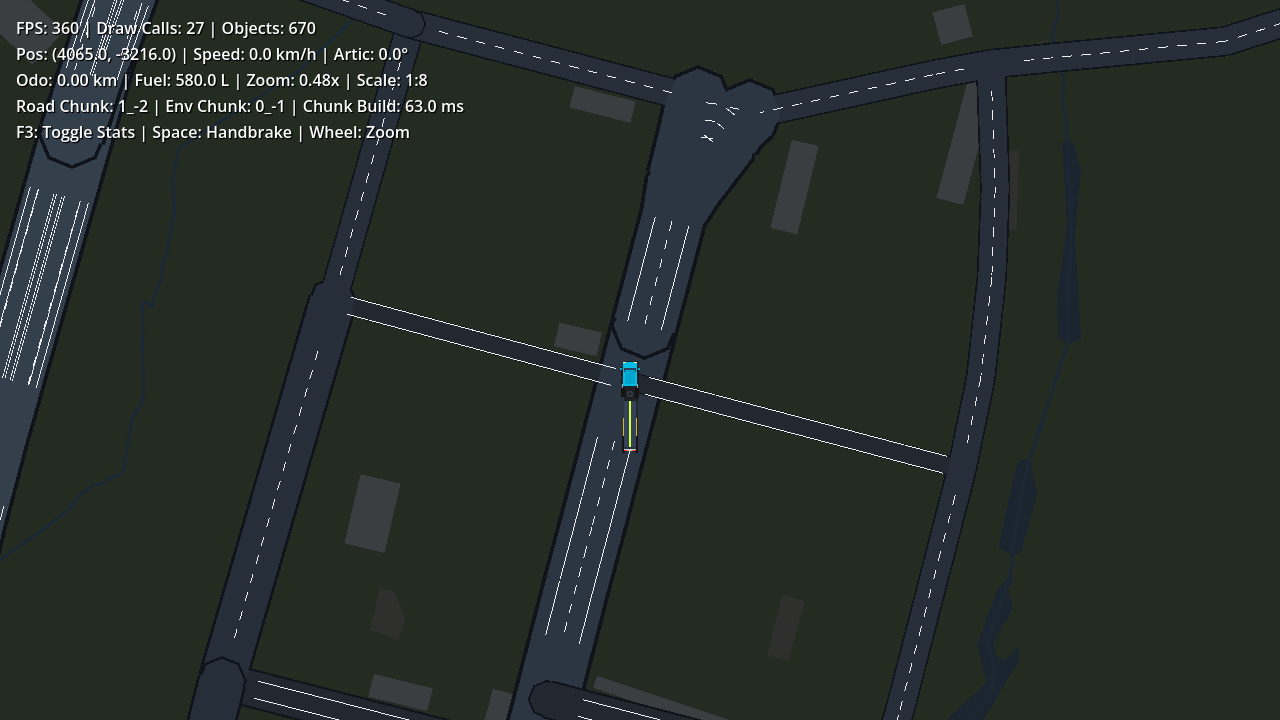 FPS: 360 | Draw Calls: 27 | Objects: 670
Pos: (4065.0, -3216.0) | Speed: 0.0 km/h | Artic: 0.0°
Odo: 0.00 km | Fuel: 580.0 L | Zoom: 0.48x | Scale: 1:8
Road Chunk: 1_-2 | Env Chunk: 0_-1 | Chunk Build: 63.0 ms
F3: Toggle Stats | Space: Handbrake | Wheel: Zoom